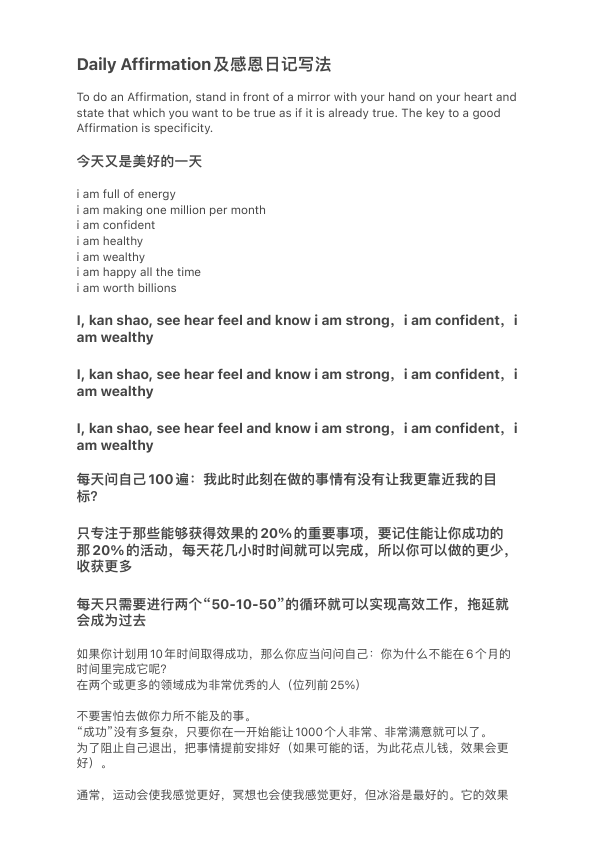 Daily Affirmation及感恩日记写法
To do an Affirmation, stand in front of a mirror with your hand on your heart and
state that which you want to be true as if it is already true. The key to a good
Affirmation is specificity.
今天又是美好的一天
i am full of energy
i am making one million per month
i am confident
i am healthy
i am wealthy
i am happy all the time
i am worth billions
I, kan shao, see hear feel and know i am strong，i am confident，i
am wealthy
I, kan shao, see hear feel and know i am strong，i am confident，i
am wealthy
I, kan shao, see hear feel and know i am strong，i am confident，i
am wealthy
每天问自己100遍：我此时此刻在做的事情有没有让我更靠近我的目
标？
只专注于那些能够获得效果的20%的重要事项，要记住能让你成功的
那20%的活动，每天花几小时时间就可以完成，所以你可以做的更少，
收获更多
每天只需要进行两个“50-10-50”的循环就可以实现高效工作，拖延就
会成为过去
如果你计划用10年时间取得成功，那么你应当问问自己：你为什么不能在6个月的
时间里完成它呢？
在两个或更多的领域成为非常优秀的人（位列前25%）
不要害怕去做你力所不能及的事。
“成功”没有多复杂，只要你在一开始能让1000个人非常、非常满意就可以了。
为了阻止自己退出，把事情提前安排好（如果可能的话，为此花点儿钱，效果会更
好）。
通常，运动会使我感觉更好，冥想也会使我感觉更好，但冰浴是最好的。它的效果